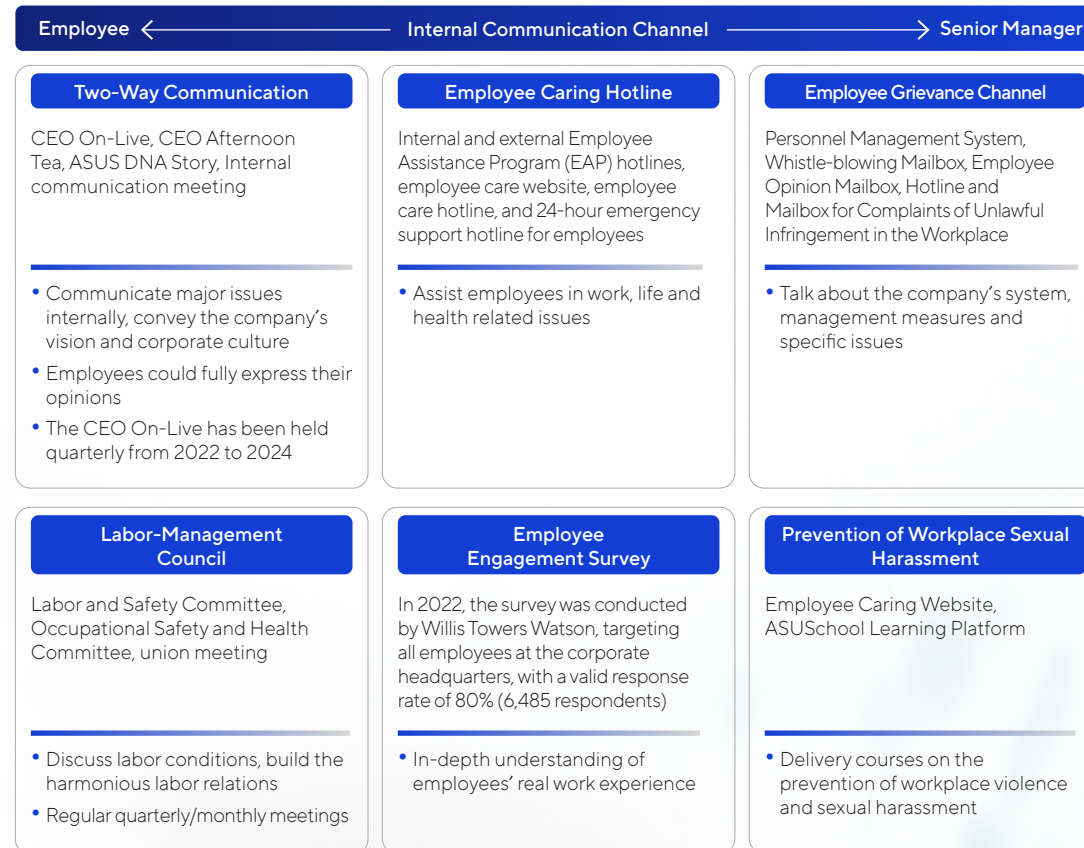 Employee Internal Communication Channel Senior Manager
Two-Way Communication
CEO On-Live, CEO Afternoon
Tea, ASUS DNA Story, Internal
communication meeting
• Communicate major issues
internally, convey the company's
vision and corporate culture
• Employees could fully express their
opinions
• The CEO On-Live has been held
quarterly from 2022 to 2024
Employee Caring Hotline
Internal and external Employee
Assistance Program (EAP) hotlines,
employee care website, employee
care hotline, and 24-hour emergency
support hotline for employees
• Assist employees in work, life and
health related issues
Employee Grievance Channel
Personnel Management System,
Whistle-blowing Mailbox, Employee
Opinion Mailbox, Hotline and
Mailbox for Complaints of Unlawful
Infringement in the Workplace
• Talk about the company's system,
management measures and
specific issues
Labor-Management
Council
Labor and Safety Committee,
Occupational Safety and Health
Committee, union meeting
• Discuss labor conditions, build the
harmonious labor relations
• Regular quarterly/monthly meetings
Employee
Engagement Survey
In 2022, the survey was conducted
by Willis Towers Watson, targeting
all employees at the corporate
headquarters, with a valid response
rate of 80% (6,485 respondents)
• In-depth understanding of
employees' real work experience
Prevention of Workplace Sexual
Harassment
Employee Caring Website,
ASUSchool Learning Platform
• Delivery courses on the
prevention of workplace violence
and sexual harassment